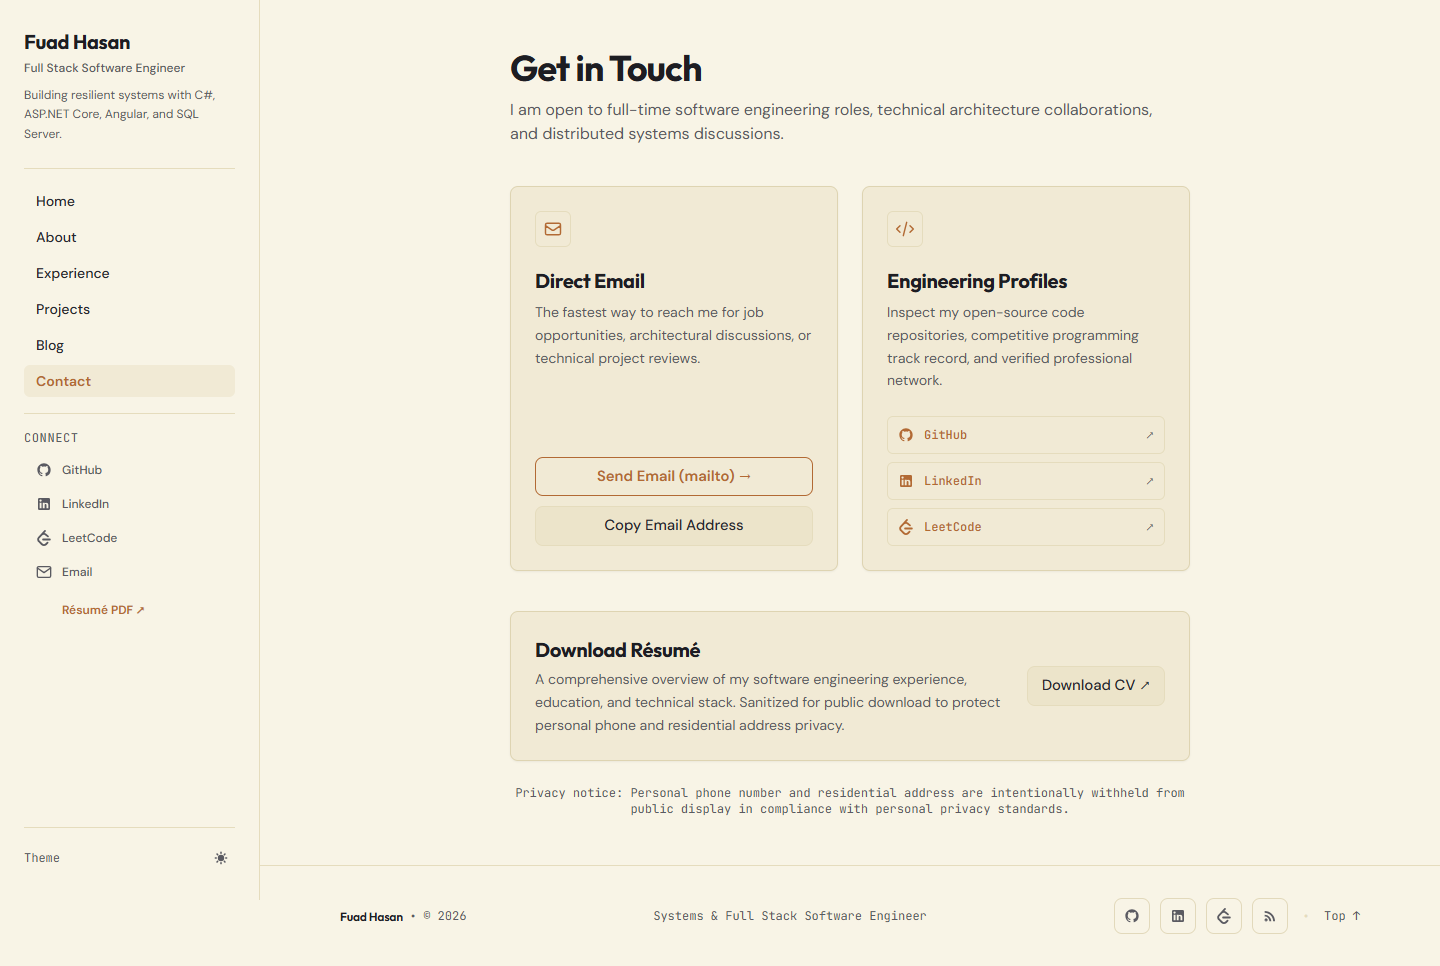 Fuad Hasan
Full Stack Software Engineer
Building resilient systems with C#,
ASP.NET Core, Angular, and SQL
Server.
Home
About
Experience
Projects
Blog
Contact
CONNECT
GitHub
LinkedIn
LeetCode
Email
Résumé PDF ↗
Theme
Get in Touch
I am open to full-time software engineering roles, technical architecture collaborations,
and distributed systems discussions.
Direct Email
The fastest way to reach me for job
opportunities, architectural discussions, or
technical project reviews.
Send Email (mailto) →
Copy Email Address
Engineering Profiles
Inspect my open-source code
repositories, competitive programming
track record, and verified professional
network.
GitHub ↗
LinkedIn ↗
LeetCode ↗
Download Résumé
A comprehensive overview of my software engineering experience,
education, and technical stack. Sanitized for public download to protect
personal phone and residential address privacy.
Download CV ↗
Privacy notice: Personal phone number and residential address are intentionally withheld from
public display in compliance with personal privacy standards.
Fuad Hasan • © 2026
Systems & Full Stack Software Engineer
Top ↑